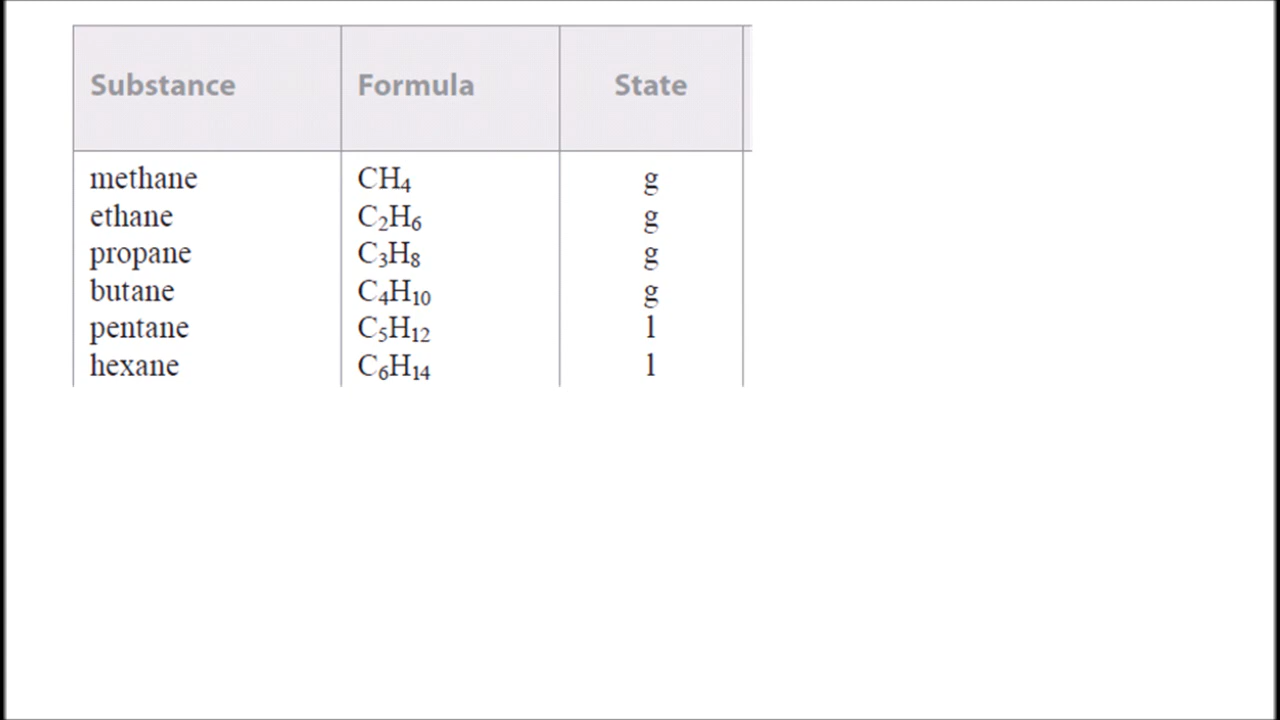 Substance Formula State
methane CH₄ g
ethane C₂H₆ g
propane C₃H₈ g
butane C₄H₁₀ g
pentane C₅H₁₂ l
hexane C₆H₁₄ l